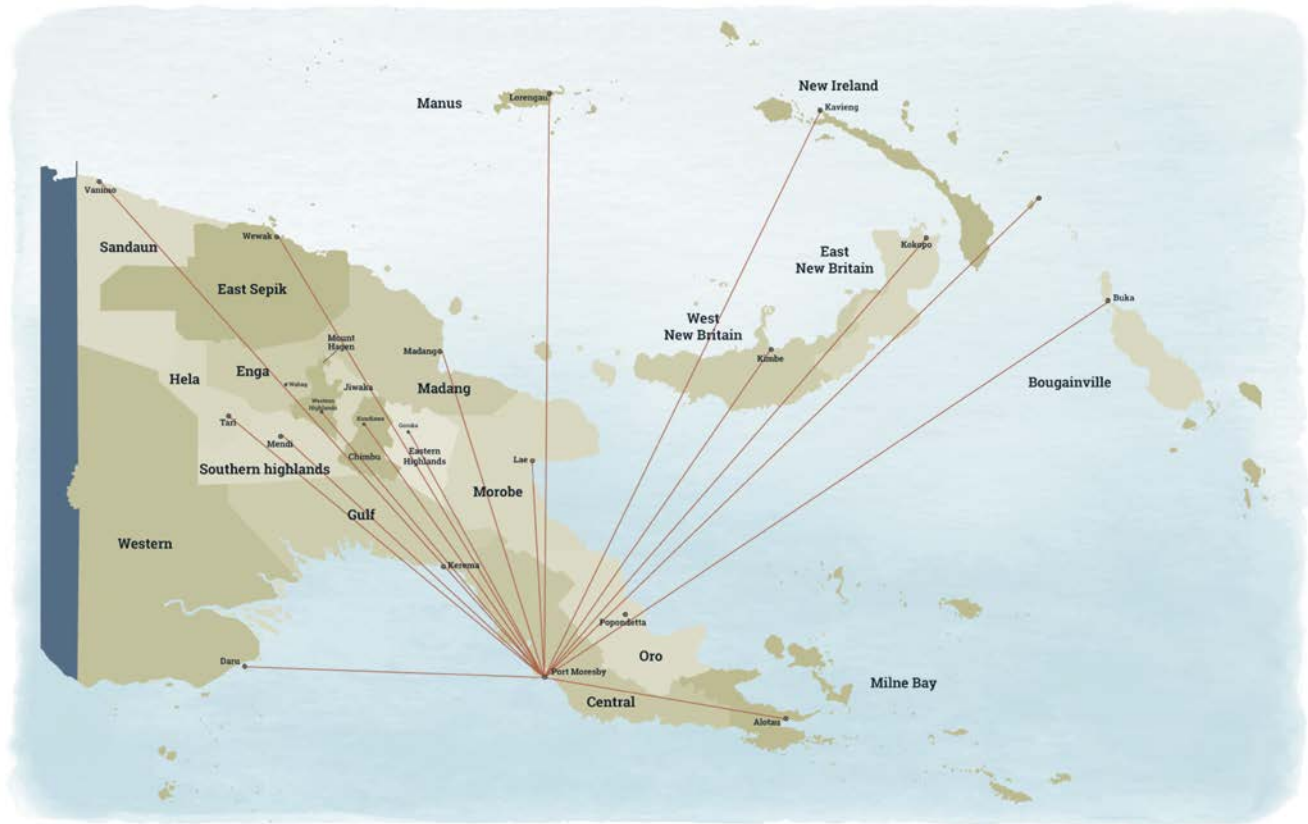 Manus
Lorengau
New Ireland
Kavieng
Vanimo
Sandaun
Wewak
East Sepik
East
New Britain
Kokopo
Buka
West
New Britain
Kimbe
Bougainville
Mount
Hagen
Madang
Hela
Enga
Wabag
Jiwaka
Madang
Western
Highlands
Tari
Mendi
Kundiawa
Goroka
Southern highlands
Chimbu
Eastern
Highlands
Lae
Morobe
Gulf
Western
Kerema
Popondetta
Oro
Daru
Port Moresby
Central
Milne Bay
Alotau